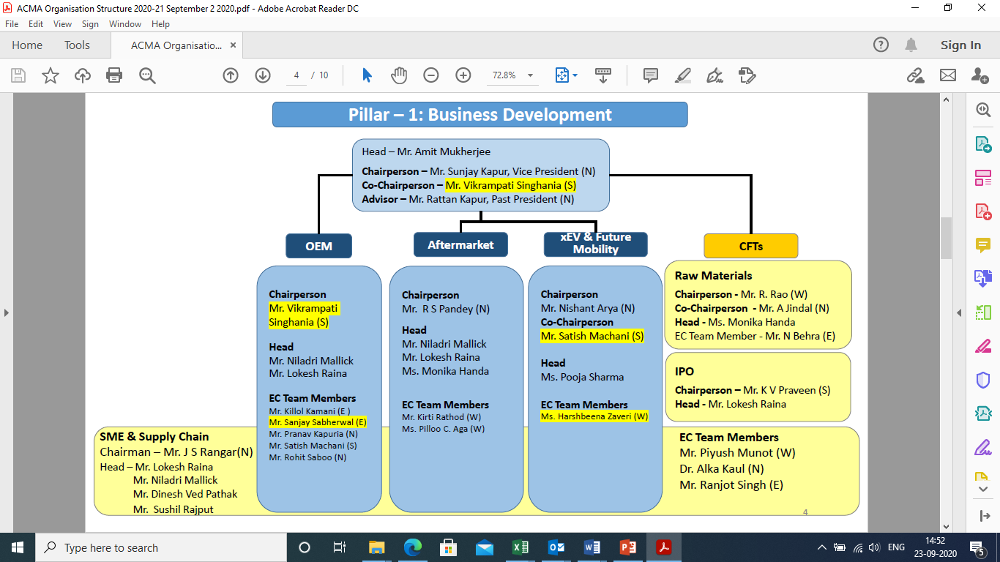 ACMA Organisation Structure 2020-21 September 2 2020.pdf - Adobe Acrobat Reader DC
File Edit View Sign Window Help
Home Tools ACMA Organisatio... × Sign In
4 / 10 72.8%
Pillar – 1: Business Development
Head – Mr. Amit Mukherjee
Chairperson – Mr. Sunjay Kapur, Vice President (N)
Co-Chairperson – Mr. Vikrampati Singhania (S)
Advisor – Mr. Rattan Kapur, Past President (N)
OEM
Chairperson
Mr. Vikrampati
Singhania (S)
Head
Mr. Niladri Mallick
Mr. Lokesh Raina
EC Team Members
Mr. Killol Kamani (E )
Mr. Sanjay Sabherwal (E)
Mr. Pranav Kapuria (N)
Mr. Satish Machani (S)
Mr. Rohit Saboo (N)
Aftermarket
Chairperson
Mr. R S Pandey (N)
Head
Mr. Niladri Mallick
Mr. Lokesh Raina
Ms. Monika Handa
EC Team Members
Mr. Kirti Rathod (W)
Ms. Pilloo C. Aga (W)
xEV & Future
Mobility
Chairperson
Mr. Nishant Arya (N)
Co-Chairperson
Mr. Satish Machani (S)
Head
Ms. Pooja Sharma
EC Team Members
Ms. Harshbeena Zaveri (W)
CFTs
Raw Materials
Chairperson - Mr. R. Rao (W)
Co-Chairperson - Mr. A Jindal (N)
Head - Ms. Monika Handa
EC Team Member - Mr. N Behra (E)
IPO
Chairperson – Mr. K V Praveen (S)
Head - Mr. Lokesh Raina
SME & Supply Chain
Chairman – Mr. J S Rangar(N)
Head – Mr. Lokesh Raina
Mr. Niladri Mallick
Mr. Dinesh Ved Pathak
Mr. Sushil Rajput
EC Team Members
Mr. Piyush Munot (W)
Dr. Alka Kaul (N)
Mr. Ranjot Singh (E)
4
Type here to search
ENG
14:52
23-09-2020
5